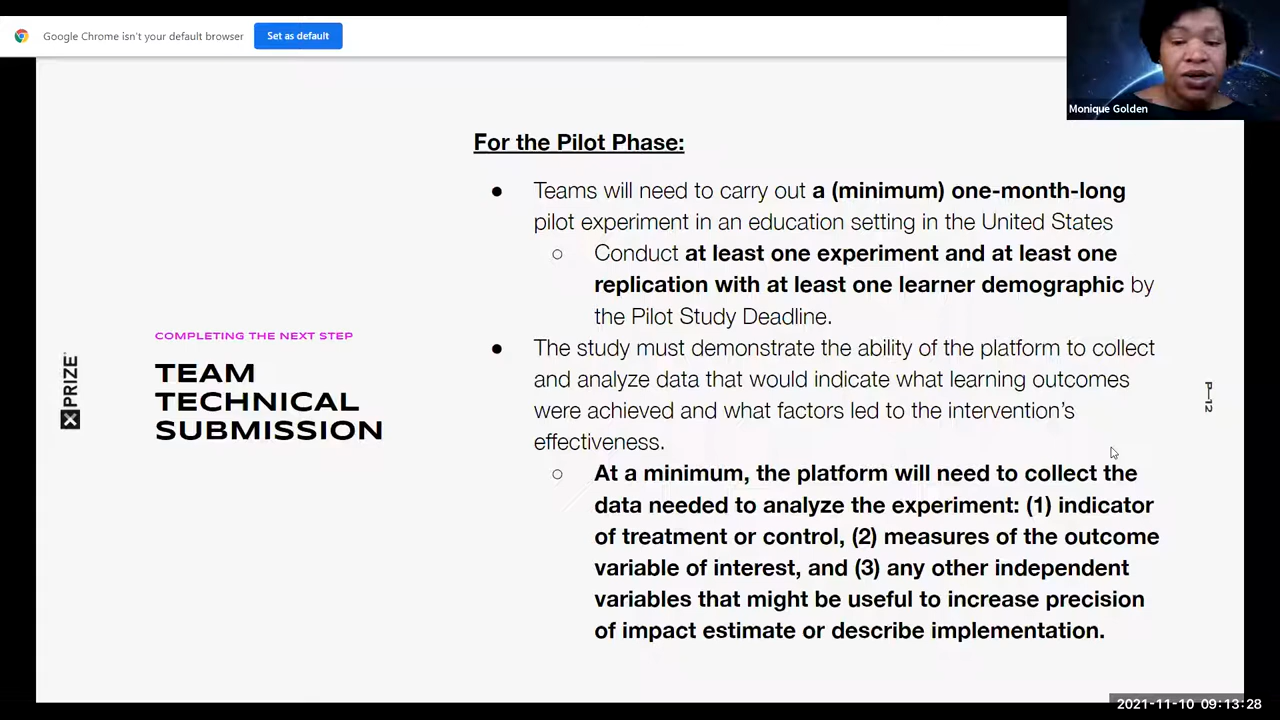 Google Chrome isn't your default browser
Set as default
Monique Golden
For the Pilot Phase:
● Teams will need to carry out a (minimum) one-month-long
pilot experiment in an education setting in the United States
○ Conduct at least one experiment and at least one
replication with at least one learner demographic by
the Pilot Study Deadline.
● The study must demonstrate the ability of the platform to collect
and analyze data that would indicate what learning outcomes
were achieved and what factors led to the intervention's
effectiveness.
○ At a minimum, the platform will need to collect the
data needed to analyze the experiment: (1) indicator
of treatment or control, (2) measures of the outcome
variable of interest, and (3) any other independent
variables that might be useful to increase precision
of impact estimate or describe implementation.
COMPLETING THE NEXT STEP
TEAM
TECHNICAL
SUBMISSION
XPRIZE
P—12
2021-11-10 09:13:28